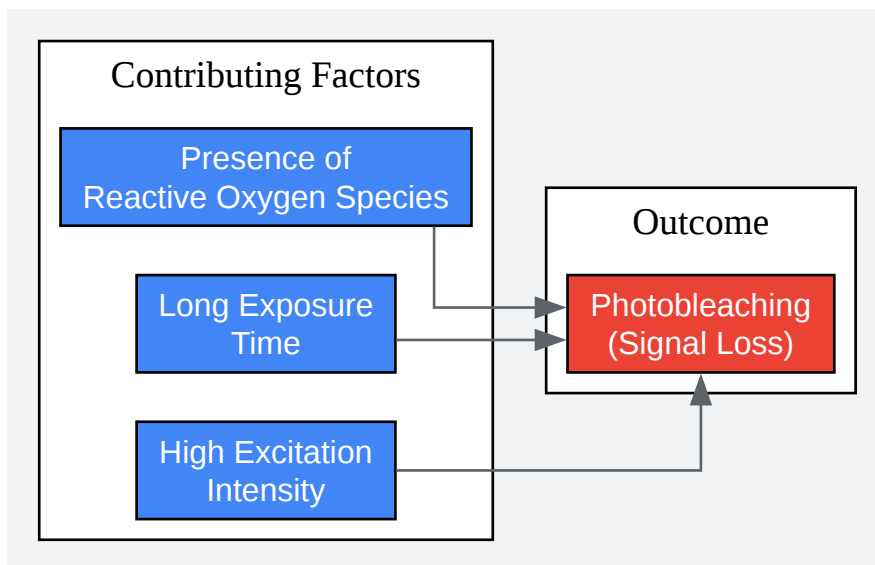 Contributing Factors
Presence of
Reactive Oxygen Species
Long Exposure
Time
High Excitation
Intensity
Outcome
Photobleaching
(Signal Loss)